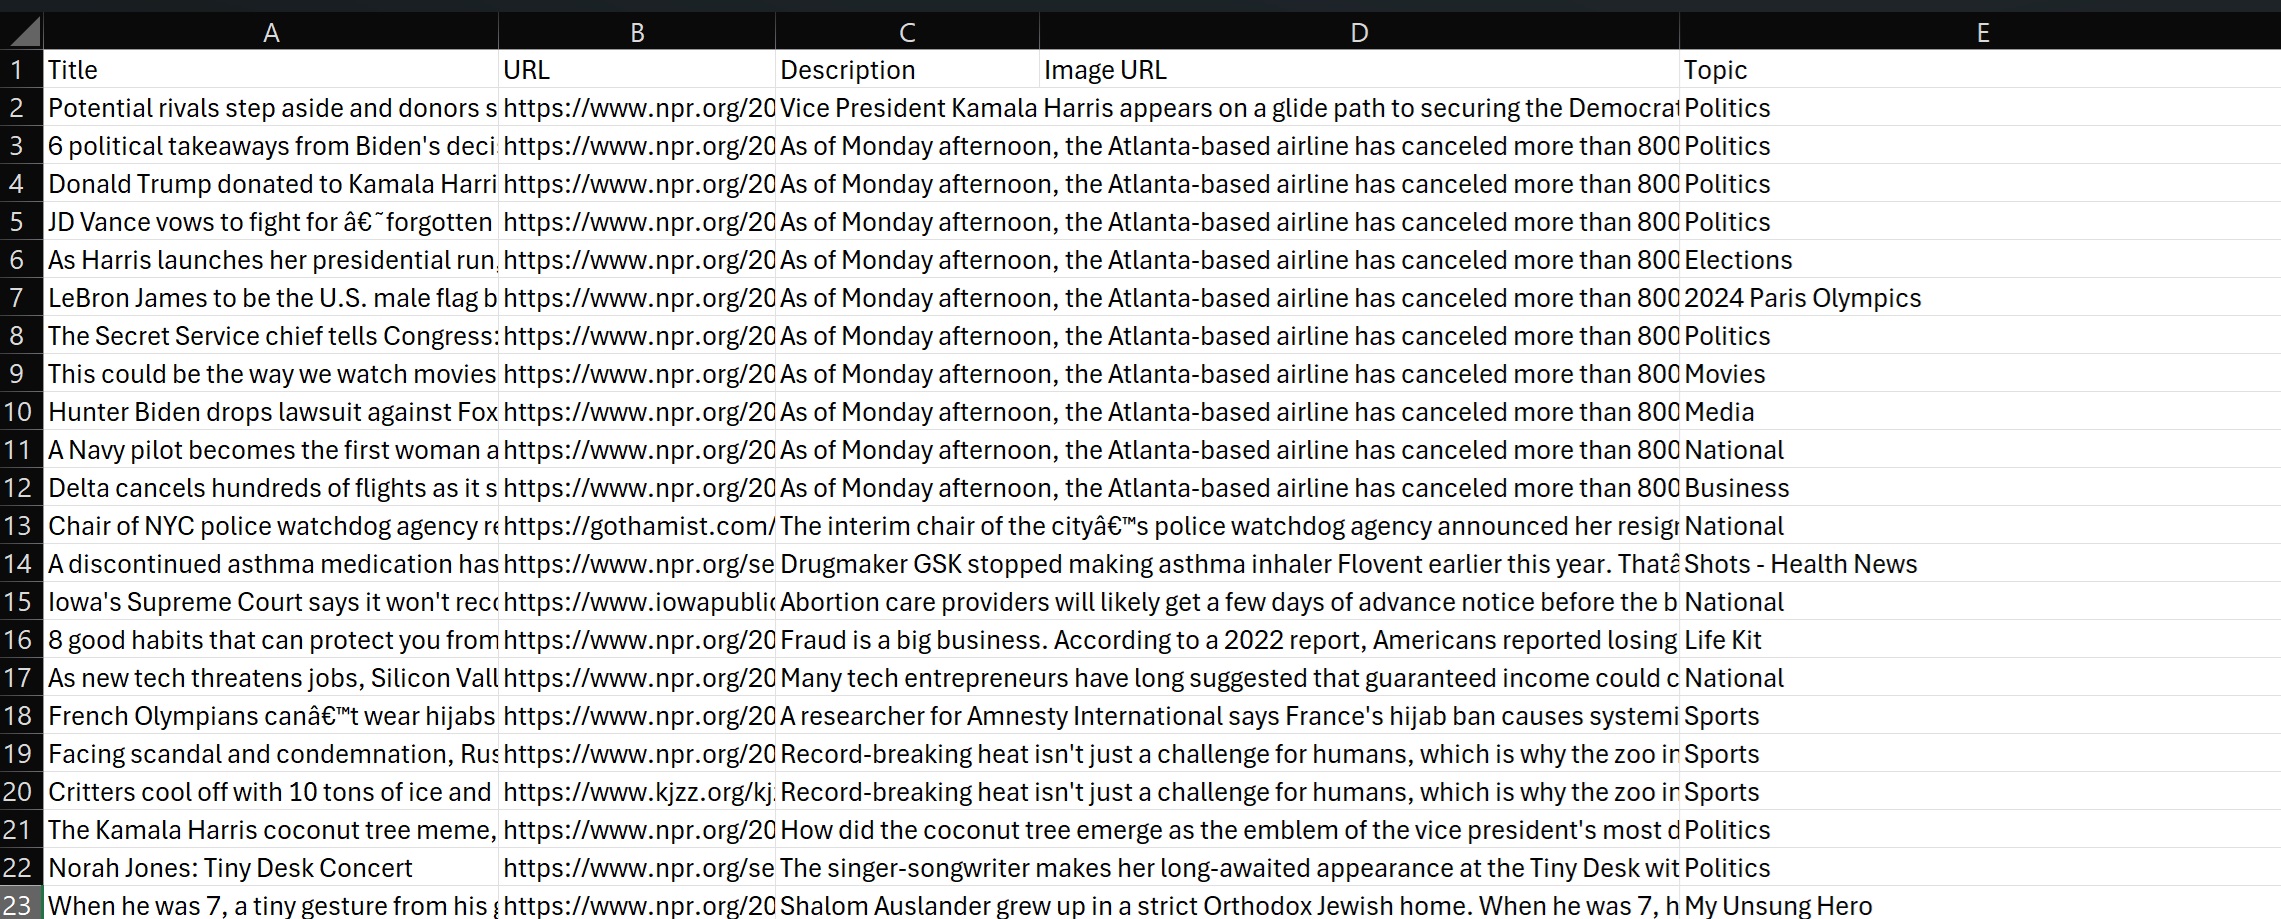 A B C D E
1 Title URL Description Image URL Topic
2 Potential rivals step aside and donors s https://www.npr.org/20 Vice President Kamala Harris appears on a glide path to securing the Democrat Politics
3 6 political takeaways from Biden's deci https://www.npr.org/20 As of Monday afternoon, the Atlanta-based airline has canceled more than 800 Politics
4 Donald Trump donated to Kamala Harri https://www.npr.org/20 As of Monday afternoon, the Atlanta-based airline has canceled more than 800 Politics
5 JD Vance vows to fight for â€˜forgotten https://www.npr.org/20 As of Monday afternoon, the Atlanta-based airline has canceled more than 800 Politics
6 As Harris launches her presidential run, https://www.npr.org/20 As of Monday afternoon, the Atlanta-based airline has canceled more than 800 Elections
7 LeBron James to be the U.S. male flag b https://www.npr.org/20 As of Monday afternoon, the Atlanta-based airline has canceled more than 800 2024 Paris Olympics
8 The Secret Service chief tells Congress: https://www.npr.org/20 As of Monday afternoon, the Atlanta-based airline has canceled more than 800 Politics
9 This could be the way we watch movies https://www.npr.org/20 As of Monday afternoon, the Atlanta-based airline has canceled more than 800 Movies
10 Hunter Biden drops lawsuit against Fox https://www.npr.org/20 As of Monday afternoon, the Atlanta-based airline has canceled more than 800 Media
11 A Navy pilot becomes the first woman a https://www.npr.org/20 As of Monday afternoon, the Atlanta-based airline has canceled more than 800 National
12 Delta cancels hundreds of flights as it s https://www.npr.org/20 As of Monday afternoon, the Atlanta-based airline has canceled more than 800 Business
13 Chair of NYC police watchdog agency re https://gothamist.com/ The interim chair of the cityâ€™s police watchdog agency announced her resigr National
14 A discontinued asthma medication has https://www.npr.org/se Drugmaker GSK stopped making asthma inhaler Flovent earlier this year. Thatâ Shots - Health News
15 Iowa's Supreme Court says it won't reco https://www.iowapublic Abortion care providers will likely get a few days of advance notice before the b National
16 8 good habits that can protect you from https://www.npr.org/20 Fraud is a big business. According to a 2022 report, Americans reported losing Life Kit
17 As new tech threatens jobs, Silicon Vall https://www.npr.org/20 Many tech entrepreneurs have long suggested that guaranteed income could c National
18 French Olympians canâ€™t wear hijabs https://www.npr.org/20 A researcher for Amnesty International says France's hijab ban causes systemi Sports
19 Facing scandal and condemnation, Rus https://www.npr.org/20 Record-breaking heat isn't just a challenge for humans, which is why the zoo in Sports
20 Critters cool off with 10 tons of ice and https://www.kjzz.org/kj Record-breaking heat isn't just a challenge for humans, which is why the zoo in Sports
21 The Kamala Harris coconut tree meme, https://www.npr.org/20 How did the coconut tree emerge as the emblem of the vice president's most d Politics
22 Norah Jones: Tiny Desk Concert https://www.npr.org/se The singer-songwriter makes her long-awaited appearance at the Tiny Desk wit Politics
23 When he was 7, a tiny gesture from his g https://www.npr.org/20 Shalom Auslander grew up in a strict Orthodox Jewish home. When he was 7, h My Unsung Hero